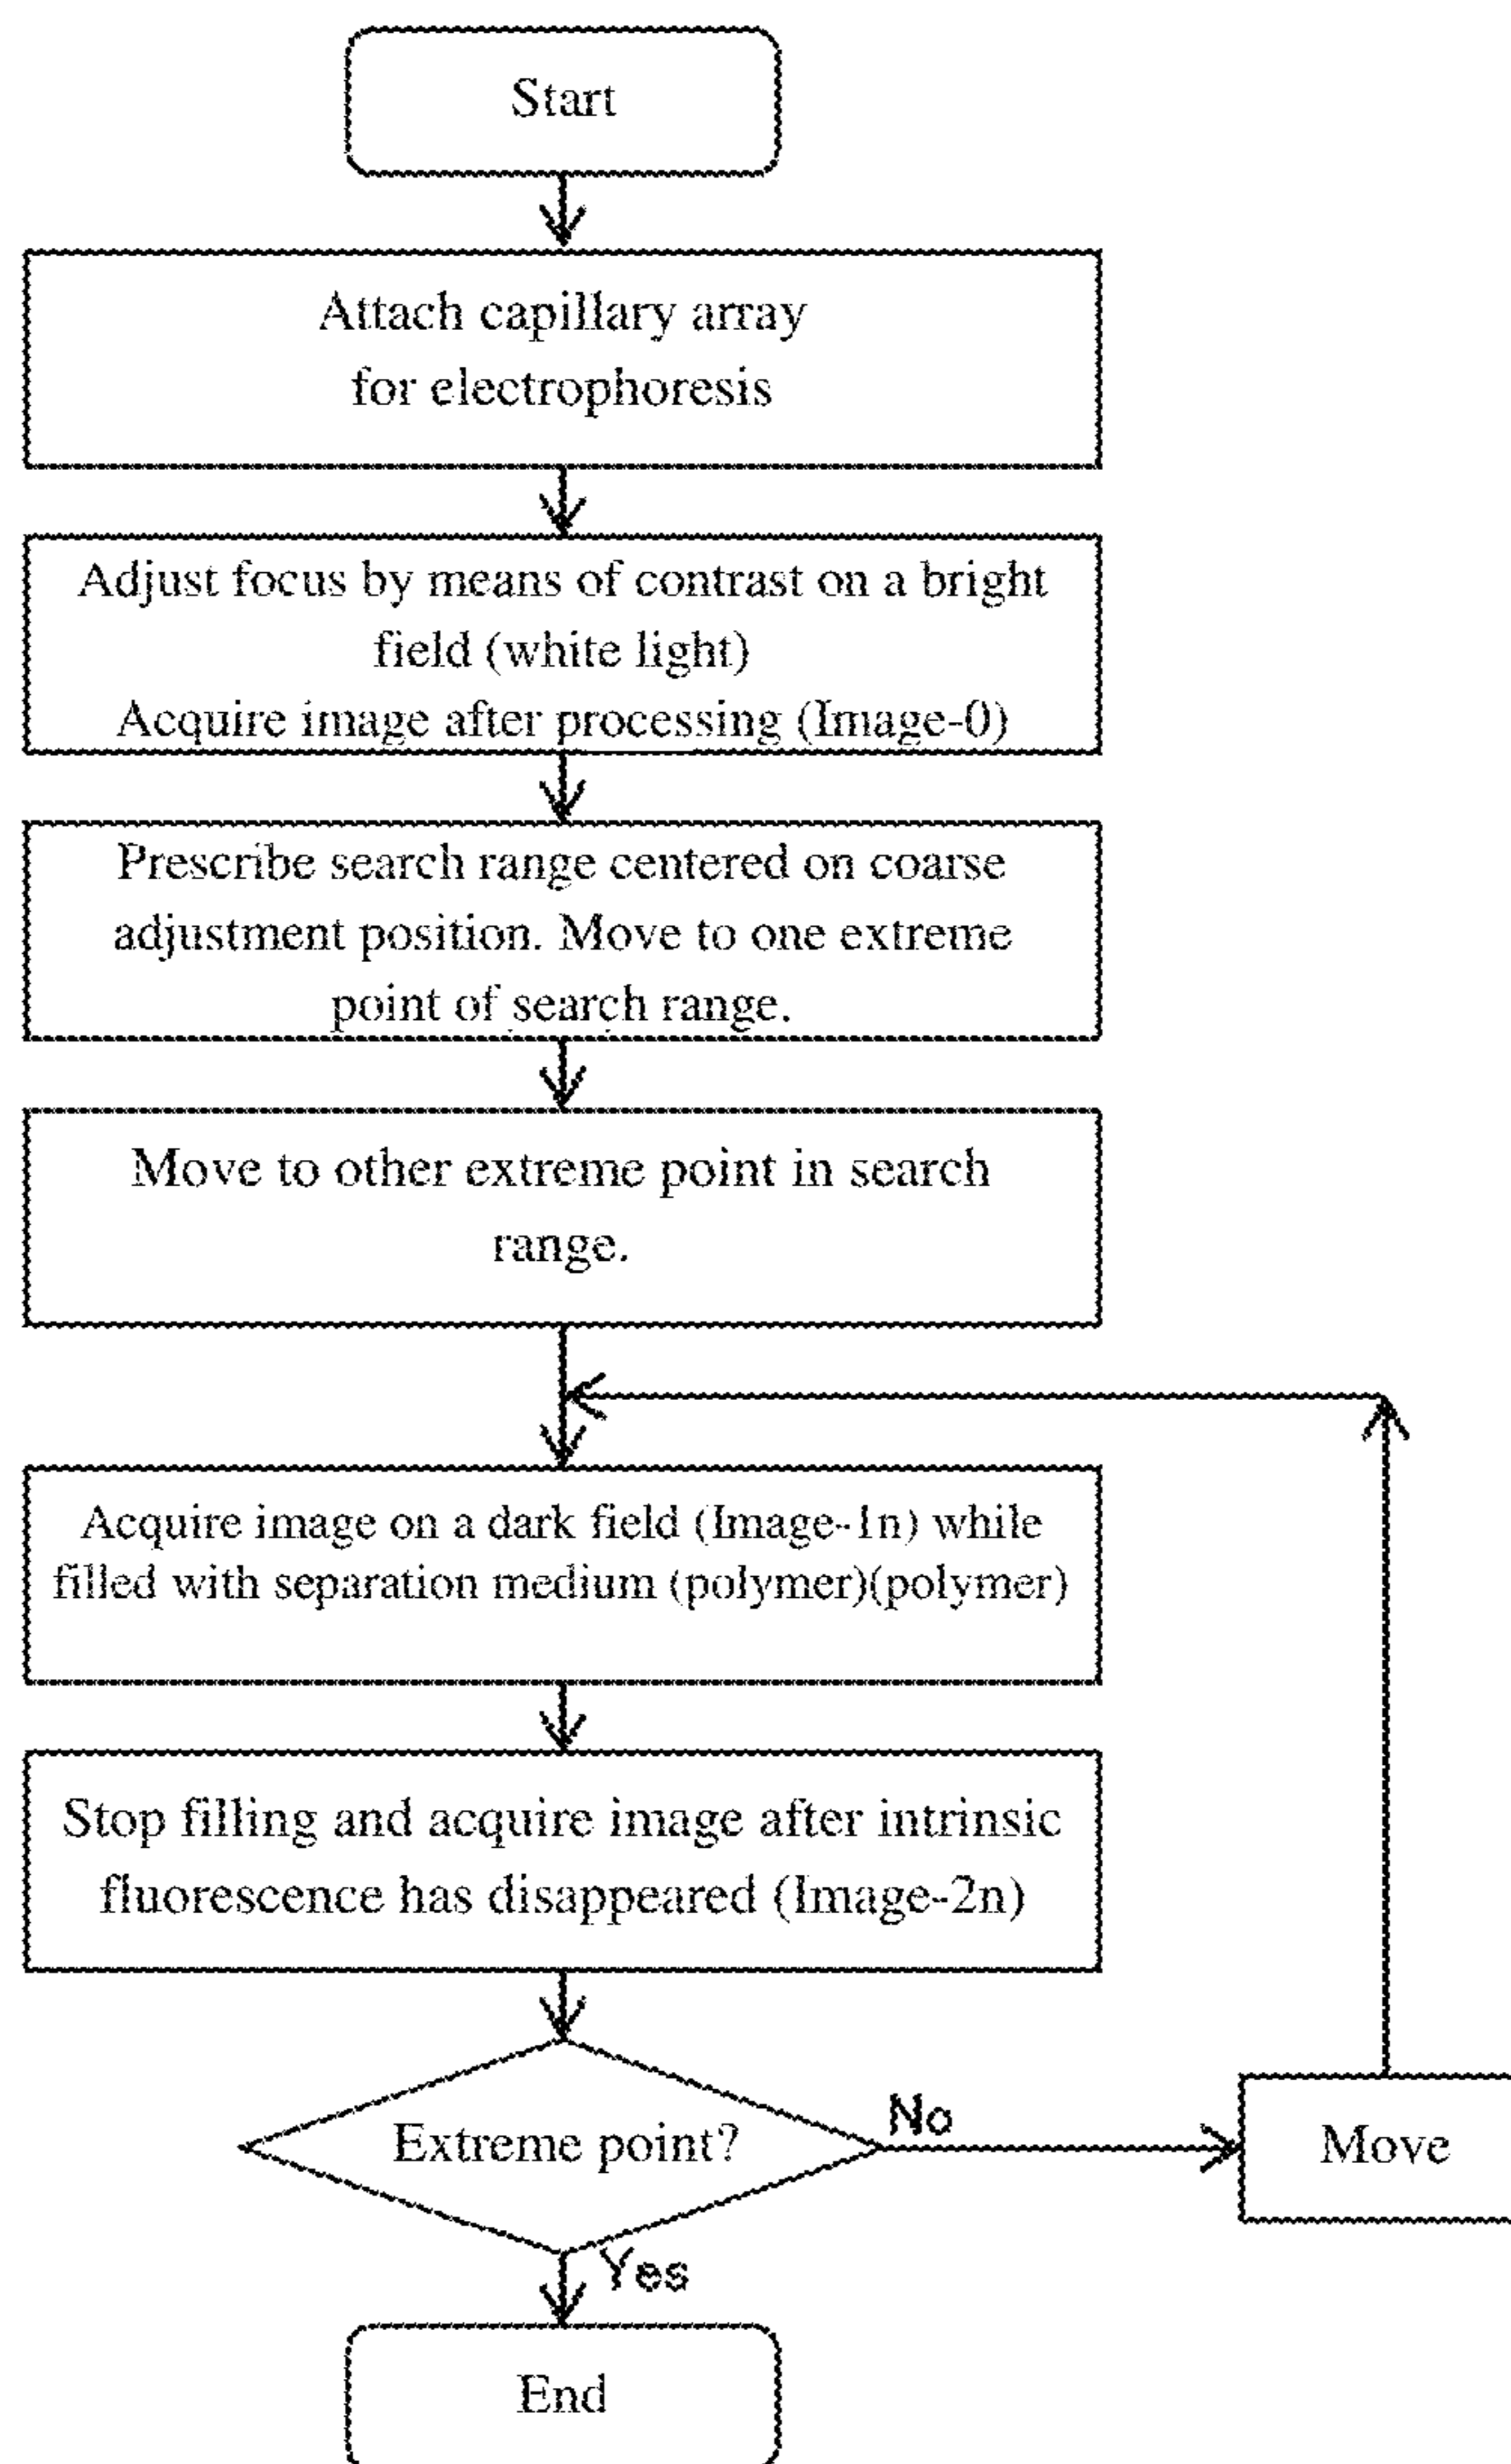 Start
Attach capillary array
for electrophoresis
Adjust focus by means of contrast on a bright
field (white light)
Acquire image after processing (Image-0)
Prescribe search range centered on coarse
adjustment position. Move to one extreme
point of search range.
Move to other extreme point in search
range.
Acquire image on a dark field (Image-1n) while
filled with separation medium (polymer)(polymer)
Stop filling and acquire image after intrinsic
fluorescence has disappeared (Image-2n)
Extreme point?
No
Move
Yes
End